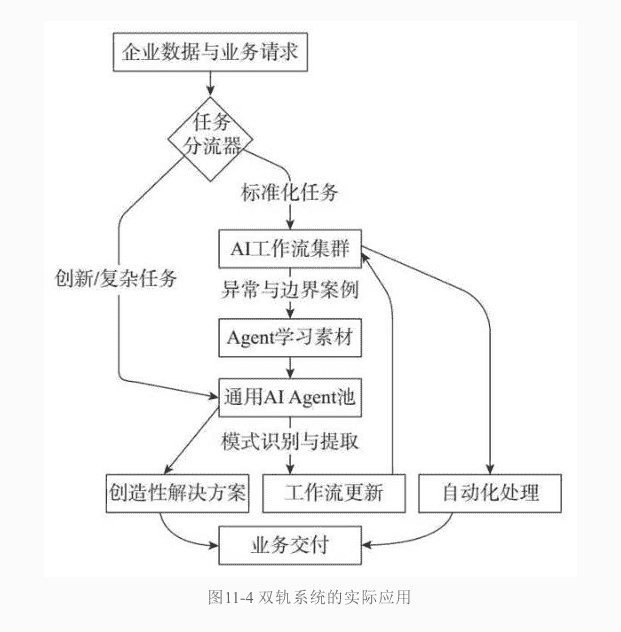 企业数据与业务请求
任务
分流器
标准化任务
AI工作流集群
创新/复杂任务
异常与边界案例
Agent学习素材
通用AI Agent池
模式识别与提取
创造性解决方案
工作流更新
自动化处理
业务交付
图11-4 双轨系统的实际应用